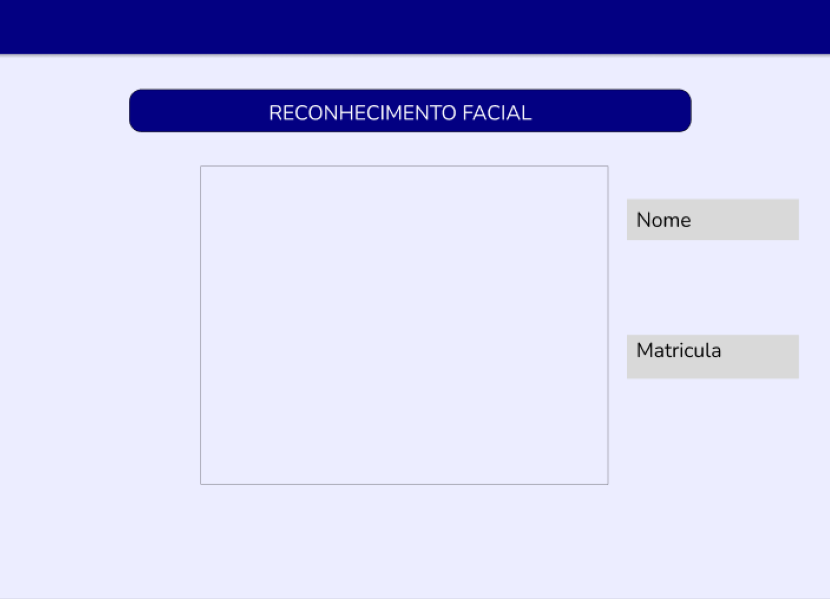 RECONHECIMENTO FACIAL
Nome
Matricula